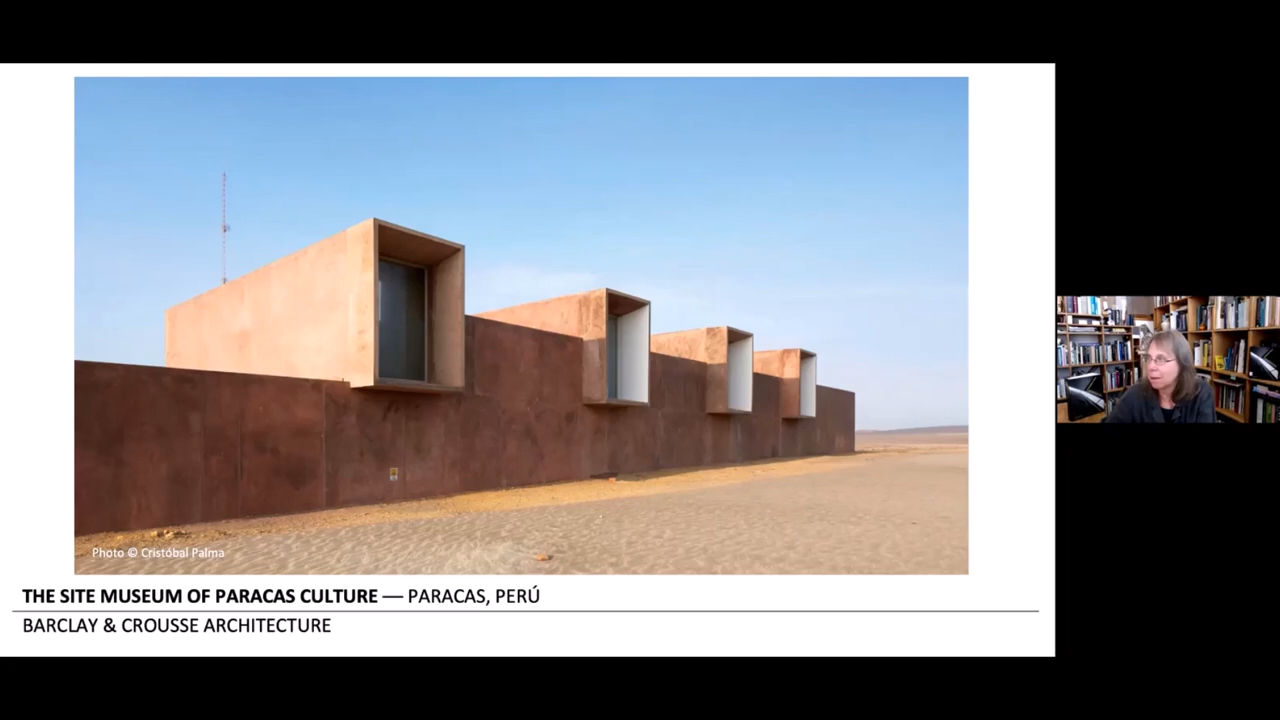 Photo © Cristóbal Palma
THE SITE MUSEUM OF PARACAS CULTURE — PARACAS, PERÚ
BARCLAY & CROUSSE ARCHITECTURE